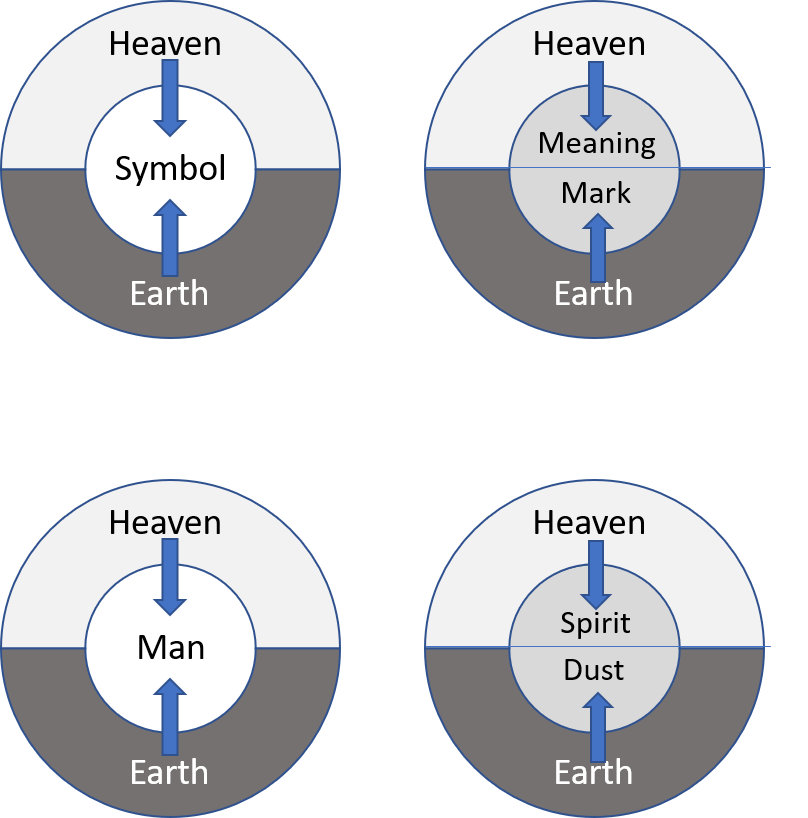 Heaven
Symbol
Earth
Heaven
Meaning
Mark
Earth
Heaven
Man
Earth
Heaven
Spirit
Dust
Earth